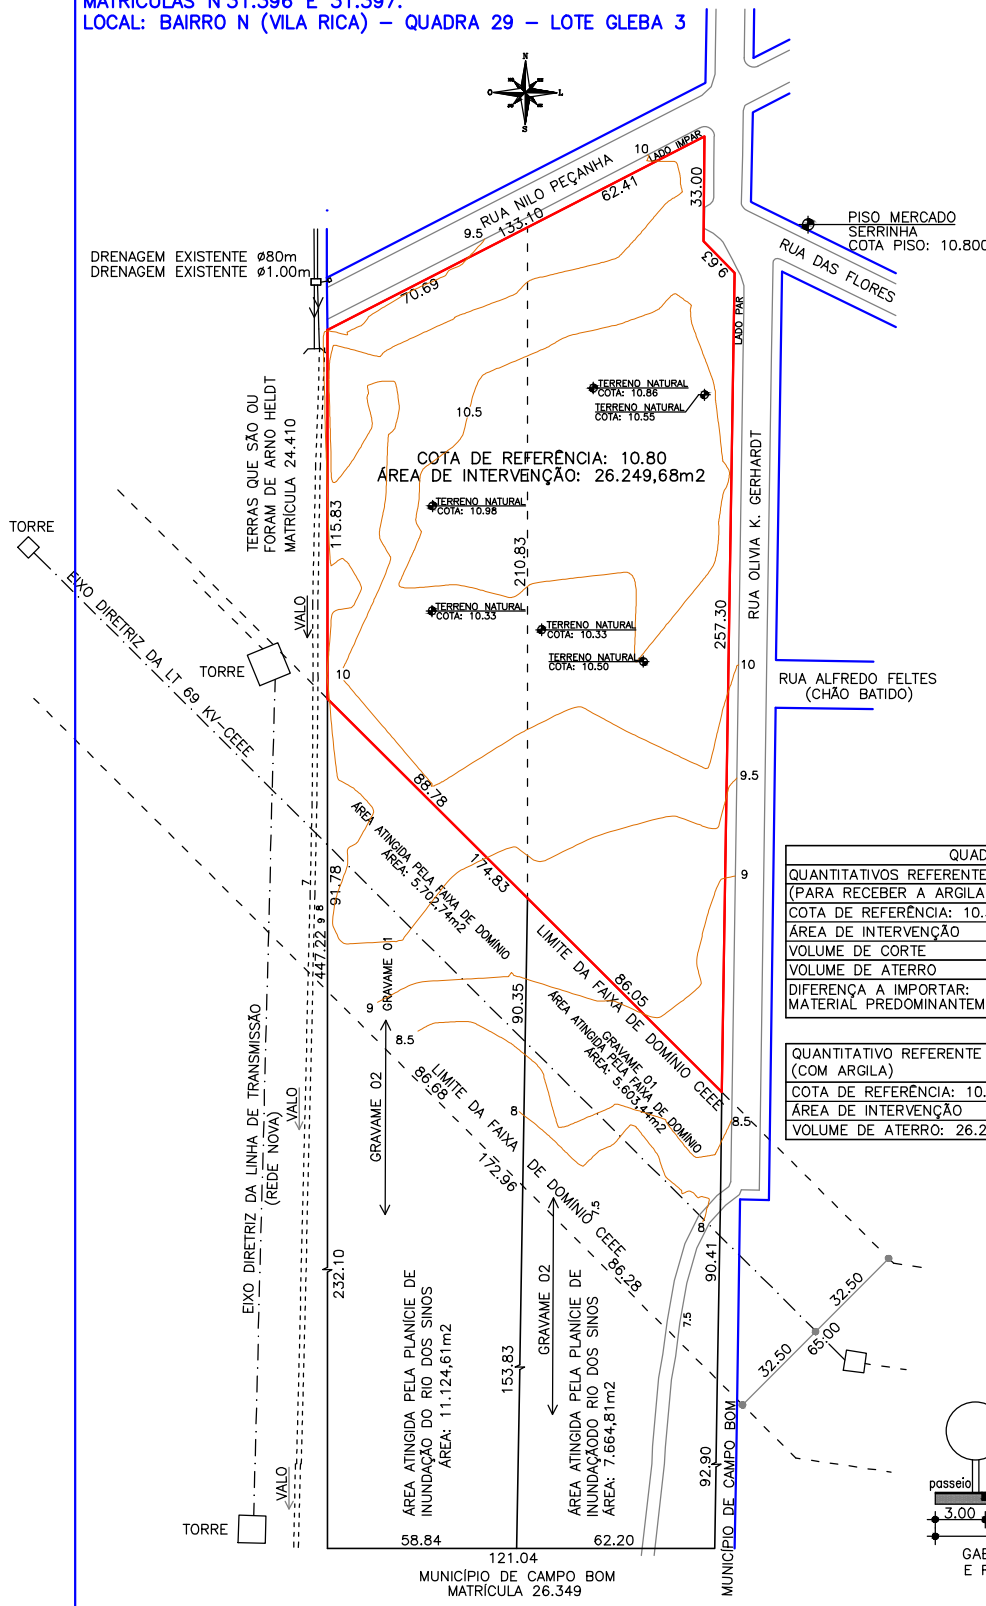 MATRÍCULAS Nº31.396 E 31.397.
LOCAL: BAIRRO N (VILA RICA) – QUADRA 29 – LOTE GLEBA 3
N
O
L
S
RUA NILO PEÇANHA
10
LADO IMPAR
9.5
133.10
62.41
33.00
70.69
9.63
PISO MERCADO
SERRINHA
COTA PISO: 10.800
RUA DAS FLORES
DRENAGEM EXISTENTE ø80m
DRENAGEM EXISTENTE ø1.00m
LADO PAR
TERRENO NATURAL
COTA: 10.86
TERRENO NATURAL
COTA: 10.55
10.5
COTA DE REFERÊNCIA: 10.80
ÁREA DE INTERVENÇÃO: 26.249,68m2
TERRAS QUE SÃO OU
FORAM DE ARNO HELDT
MATRÍCULA 24.410
115.83
TERRENO NATURAL
COTA: 10.98
210.83
RUA OLIVIA K. GERHARDT
TORRE
EIXO DIRETRIZ DA LT 69 KV-CEEE
VALO
TERRENO NATURAL
COTA: 10.33
TERRENO NATURAL
COTA: 10.33
TERRENO NATURAL
COTA: 10.50
257.30
TORRE
10
10
RUA ALFREDO FELTES
(CHÃO BATIDO)
88.78
9.5
ÁREA ATINGIDA PELA FAIXA DE DOMÍNIO
ÁREA: 5.702,74m2
174.83
9
7
91.78
8
9
447.22
LIMITE DA FAIXA DE DOMÍNIO CEEE
86.05
GRAVAME 01
90.35
9
8.5
GRAVAME 01
ÁREA ATINGIDA PELA FAIXA DE DOMÍNIO
ÁREA: 5.603,44m2
QUAD
QUANTITATIVOS REFERENTE
(PARA RECEBER A ARGILA
COTA DE REFERÊNCIA: 10.
ÁREA DE INTERVENÇÃO
VOLUME DE CORTE
VOLUME DE ATERRO
DIFERENÇA A IMPORTAR:
MATERIAL PREDOMINANTEM
QUANTITATIVO REFERENTE
(COM ARGILA)
COTA DE REFERÊNCIA: 10.
ÁREA DE INTERVENÇÃO
VOLUME DE ATERRO: 26.2
EIXO DIRETRIZ DA LINHA DE TRANSMISSÃO
(REDE NOVA)
VALO
GRAVAME 02
LIMITE DA FAIXA DE DOMÍNIO CEEE
86.68
172.96
86.28
8
8.5
7.5
8
90.41
232.10
GRAVAME 02
7.5
32.50
32.50
65.00
ÁREA ATINGIDA PELA PLANÍCIE DE
INUNDAÇÃO DO RIO DOS SINOS
ÁREA: 11.124,61m2
153.83
ÁREA ATINGIDA PELA PLANÍCIE DE
INUNDAÇÃODO RIO DOS SINOS
ÁREA: 7.664,81m2
92.90
MUNICÍPIO DE CAMPO BOM
VALO
TORRE
58.84
62.20
121.04
MUNICÍPIO DE CAMPO BOM
MATRÍCULA 26.349
passeio
3.00
GAB
E P